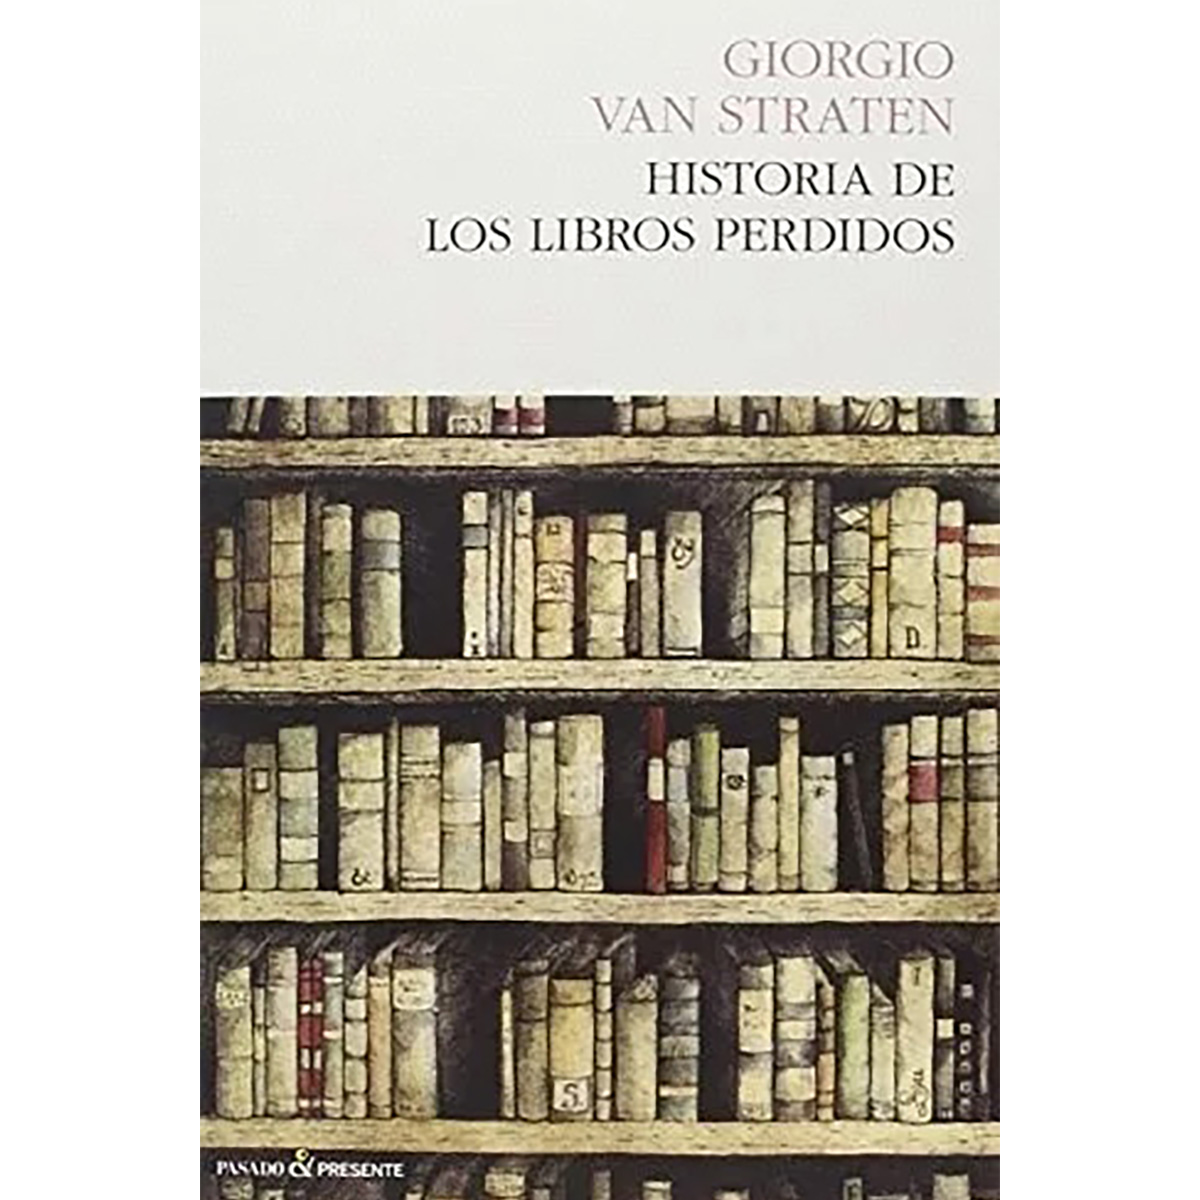 GIORGIO
VAN STRATEN
HISTORIA DE
LOS LIBROS PERDIDOS
D.
S.
PASADO & PRESENTE